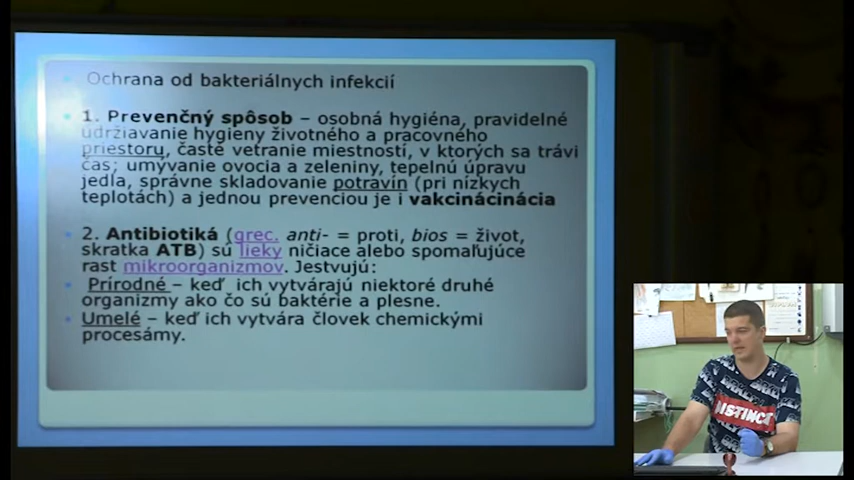 Ochrana od bakteriálnych infekcií
1. Prevenčný spôsob – osobná hygiéna, pravidelné
udržiavanie hygieny životného a pracovného
priestoru, časté vetranie miestností, v ktorých sa trávi
čas; umývanie ovocia a zeleniny, tepelnú úpravu
jedla, správne skladovanie potravín (pri nízkych
teplotách) a jednou prevenciou je i vakcinácinácia
2. Antibiotiká (grec. anti- = proti, bios = život,
skratka ATB) sú lieky ničiace alebo spomaľujúce
rast mikroorganizmov. Jestvujú:
Prírodné – keď ich vytvárajú niektoré druhé
organizmy ako čo sú baktérie a plesne.
Umelé – keď ich vytvára človek chemickými
procesámy.
DISTINCT